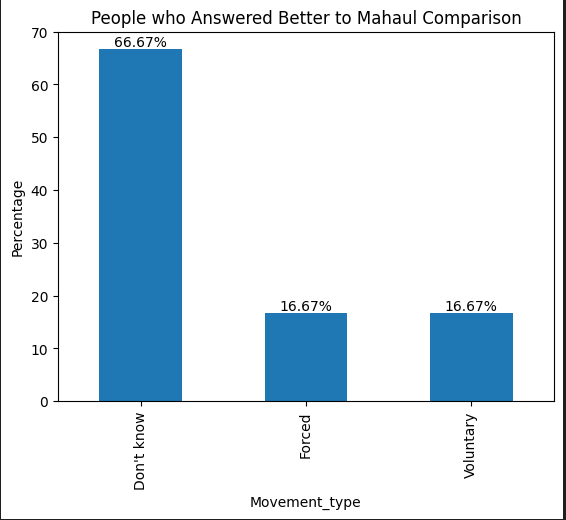 People who Answered Better to Mahaul Comparison
70
60
50
40
30
20
10
0
Percentage
66.67%
16.67%
16.67%
Don't know
Forced
Voluntary
Movement_type